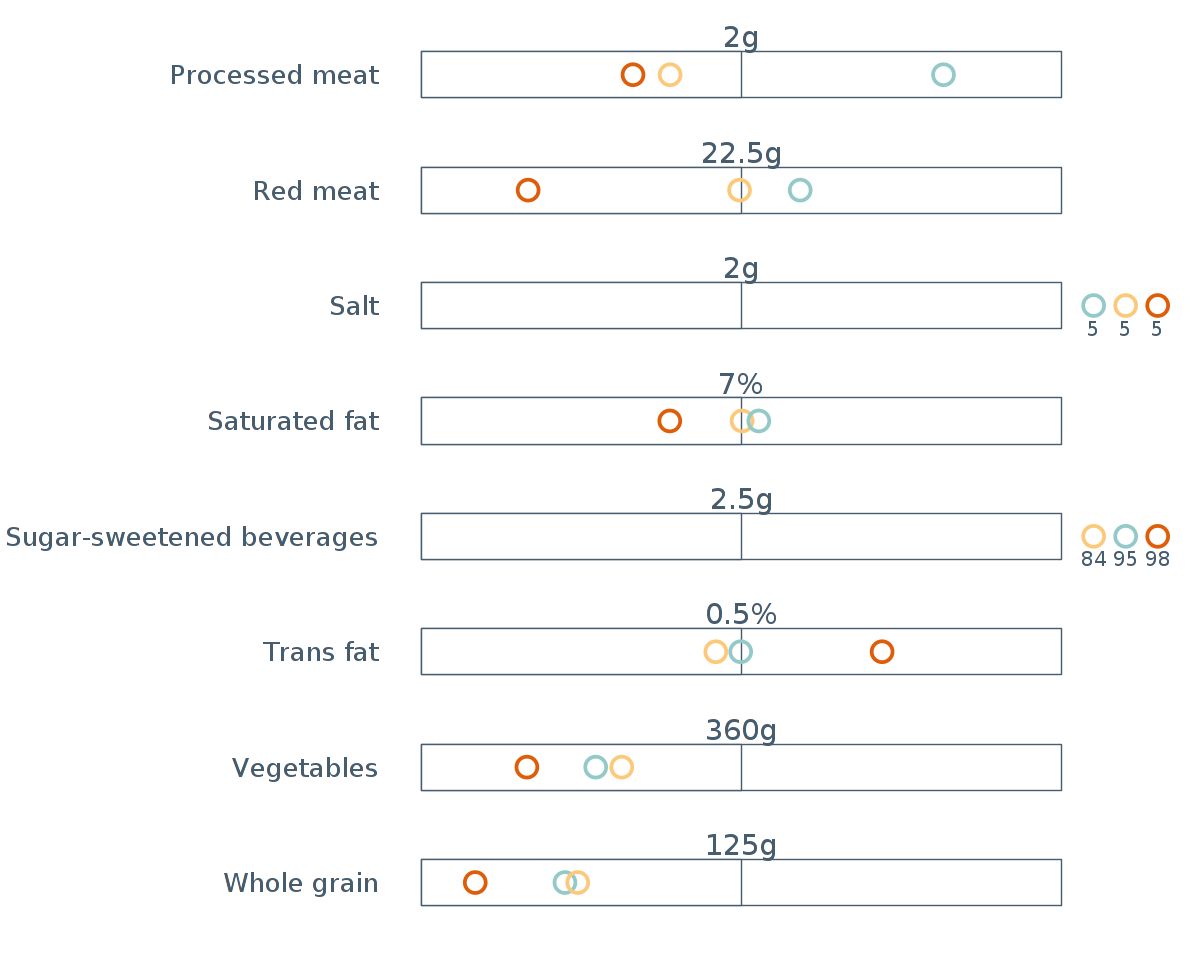 2g
Processed meat
22.5g
Red meat
2g
Salt
5 5 5
7%
Saturated fat
2.5g
Sugar-sweetened beverages
84 95 98
0.5%
Trans fat
360g
Vegetables
125g
Whole grain